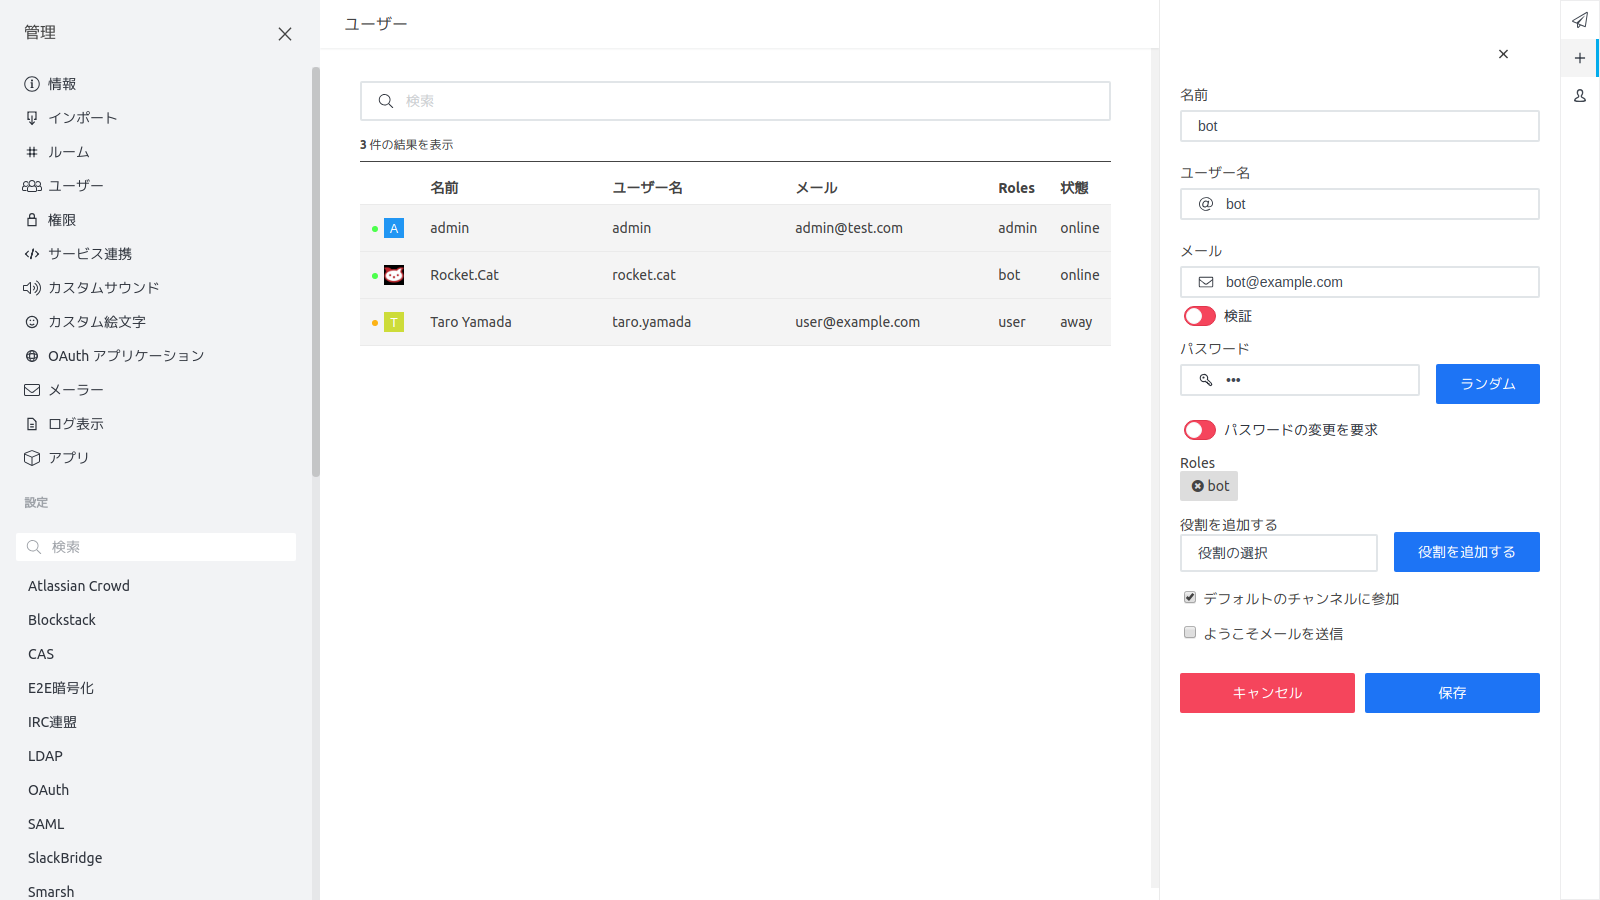 管理
情報
インポート
ルーム
ユーザー
権限
サービス連携
カスタムサウンド
カスタム絵文字
OAuth アプリケーション
メーラー
ログ表示
アプリ
設定
検索
Atlassian Crowd
Blockstack
CAS
E2E暗号化
IRC連盟
LDAP
OAuth
SAML
SlackBridge
Smarsh
ユーザー
検索
3 件の結果を表示
名前 ユーザー名 メール Roles 状態
A admin admin admin@test.com admin online
Rocket.Cat rocket.cat bot online
T Taro Yamada taro.yamada user@example.com user away
名前
bot
ユーザー名
@ bot
メール
bot@example.com
検証
パスワード
••• ランダム
パスワードの変更を要求
Roles
bot
役割を追加する
役割の選択 役割を追加する
デフォルトのチャンネルに参加
ようこそメールを送信
キャンセル 保存